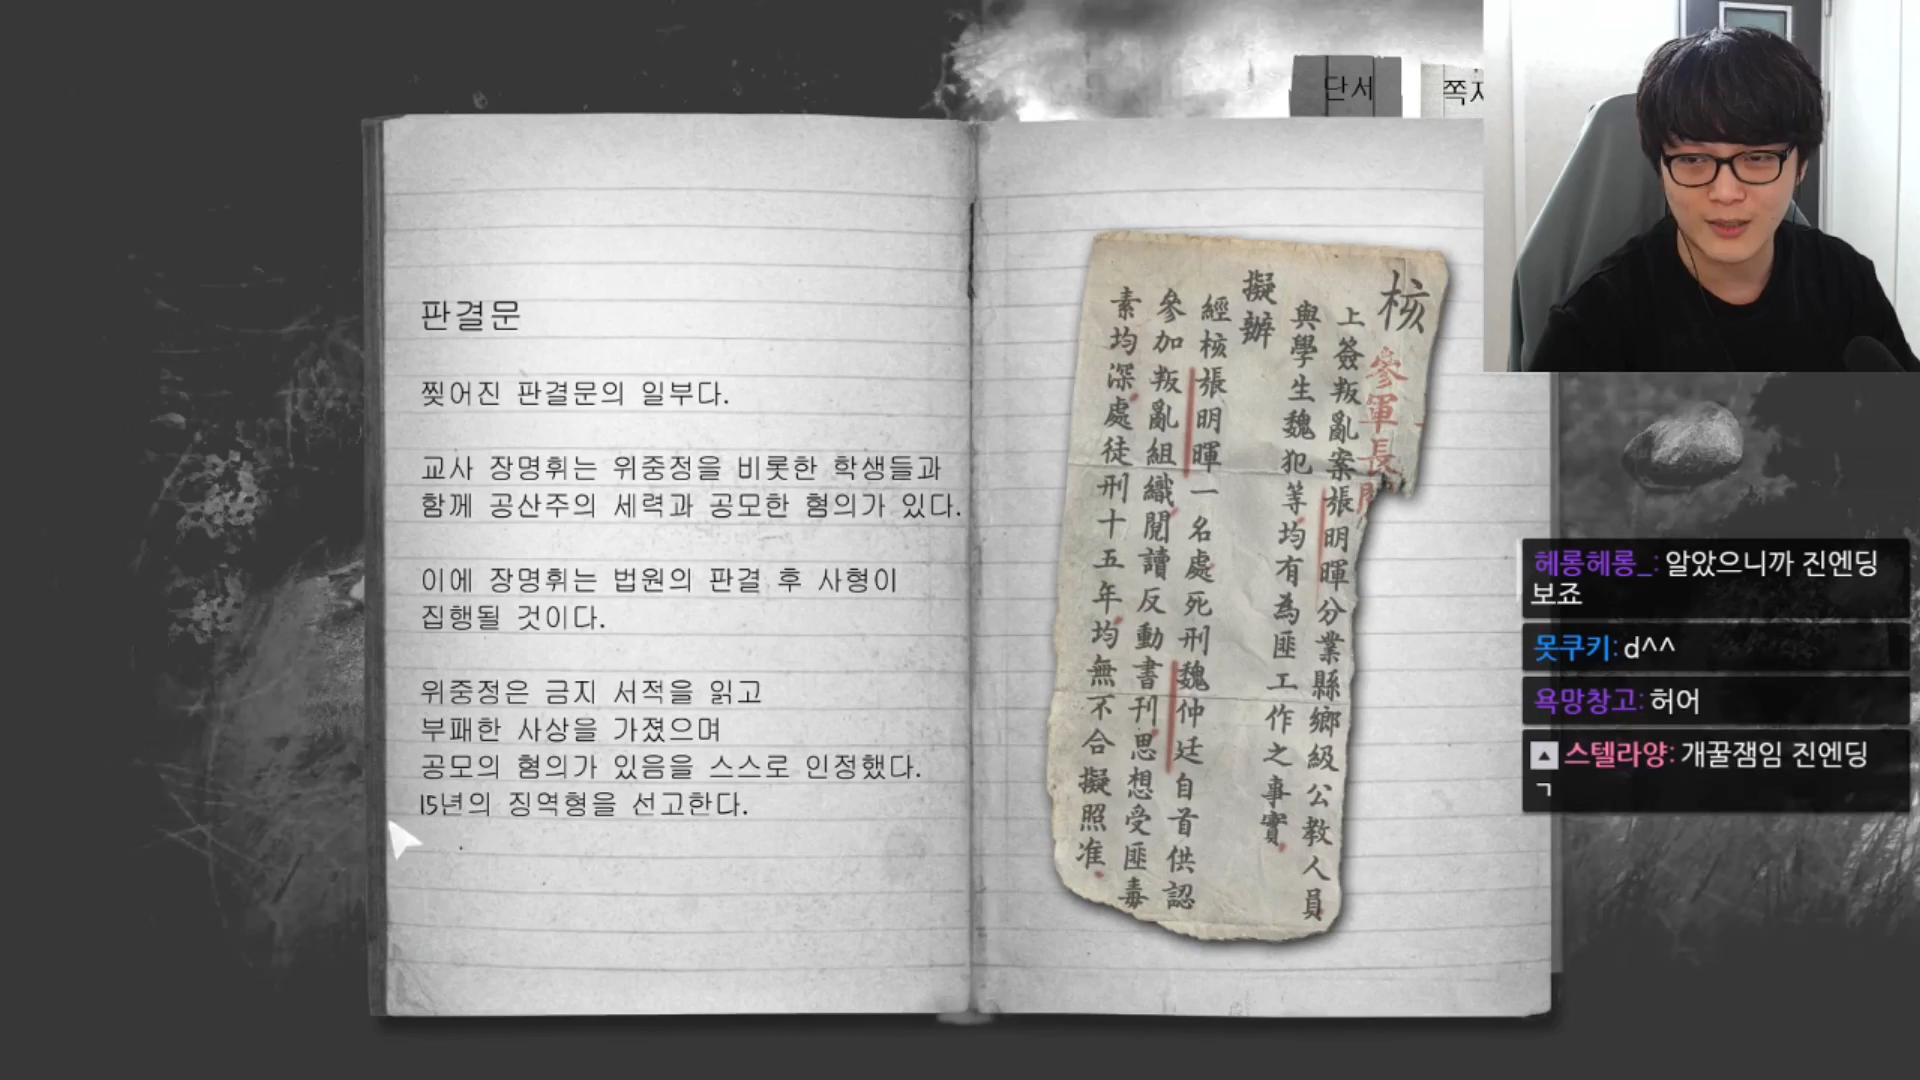 단서
쪽지
판결문
찢어진 판결문의 일부다.
교사 장명휘는 위중정을 비롯한 학생들과
함께 공산주의 세력과 공모한 혐의가 있다.
이에 장명휘는 법원의 판결 후 사형이
집행될 것이다.
위중정은 금지 서적을 읽고
부패한 사상을 가졌으며
공모의 혐의가 있음을 스스로 인정했다.
15년의 징역형을 선고한다.
核
參軍長
上簽叛亂案張明暉分業縣鄉級公教人員
與學生魏犯等均有為匪工作之事實
擬辦
經核張明暉一名處死刑魏仲廷自首供認
參加叛亂組織閱讀反動書刊思想受匪毒
素均深處徒刑十五年均無不合擬照准
헤롱헤롱_: 알았으니까 진엔딩
보죠
못쿠키: d^^
욕망창고: 허어
스텔라양: 개꿀잼임 진엔딩
ㄱ